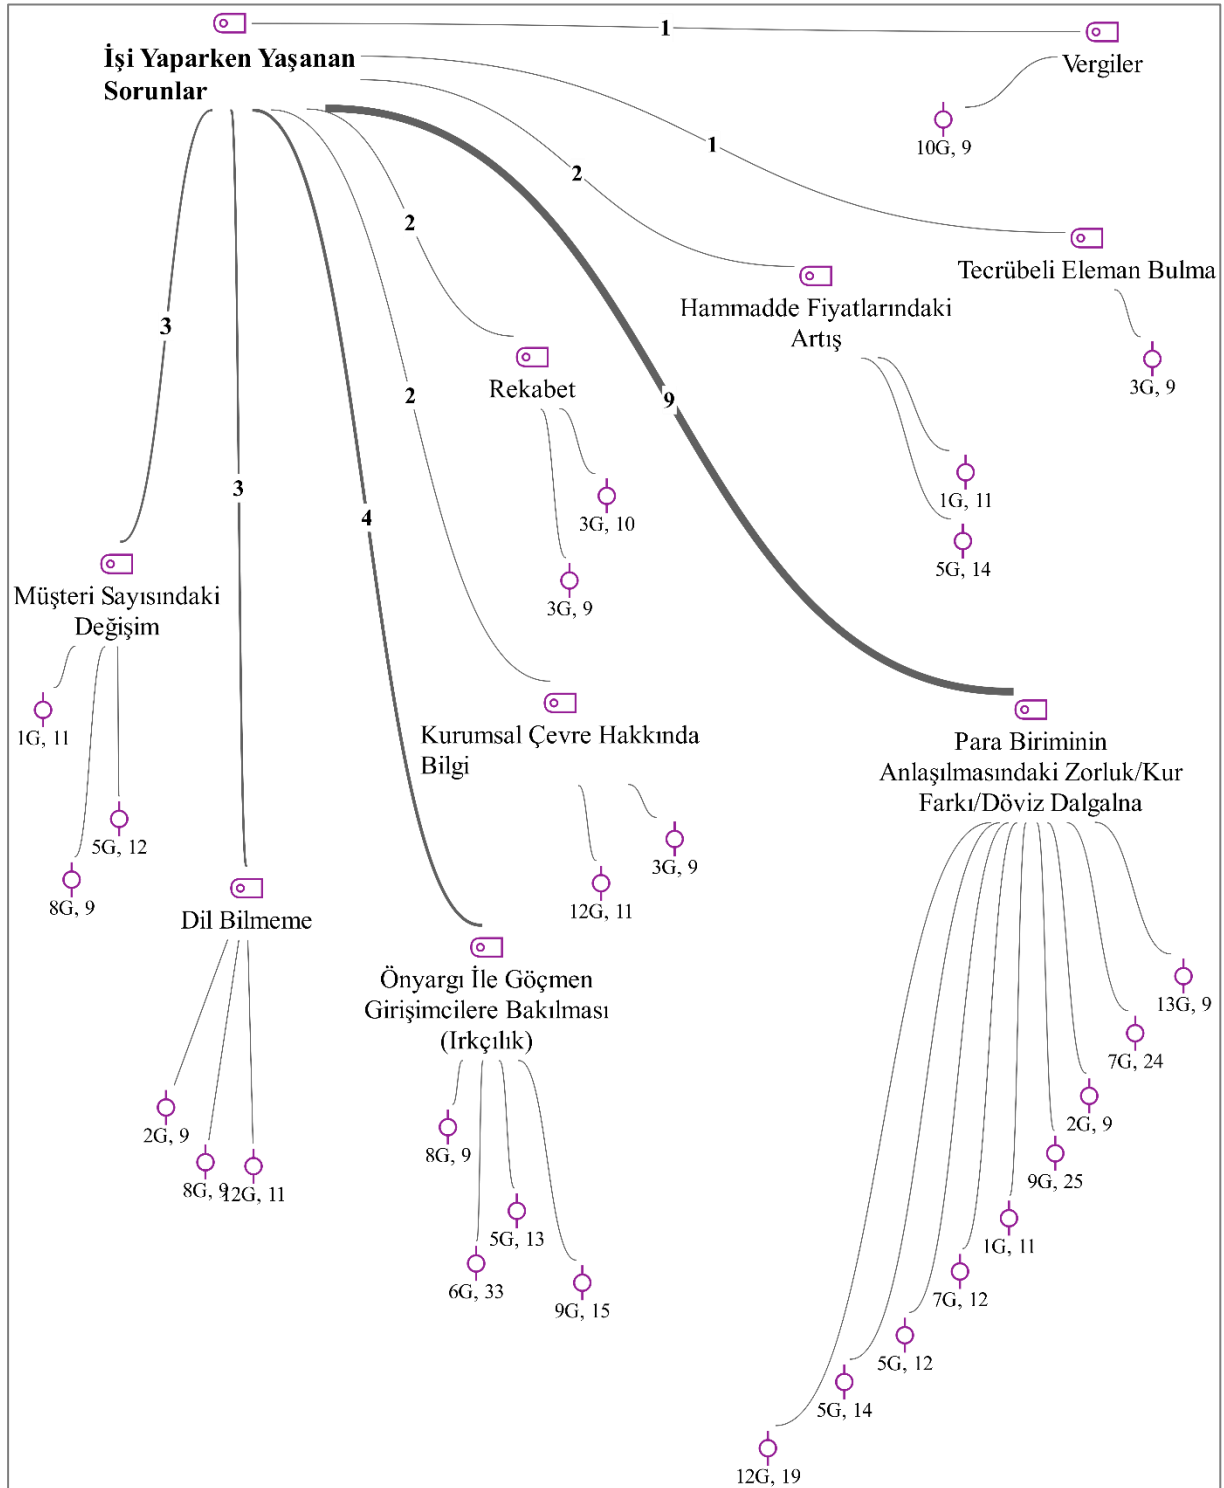 1
İşi Yaparken Yaşanan
Sorunlar
Vergiler
10G, 9
1
2
2
Tecrübeli Eleman Bulma
3G, 9
Hammadde Fiyatlarındaki
Artış
1G, 11
5G, 14
3
Rekabet
3G, 10
3G, 9
2
9
3
4
Müşteri Sayısındaki
Değişim
1G, 11
5G, 12
8G, 9
Kurumsal Çevre Hakkında
Bilgi
3G, 9
12G, 11
Para Biriminin
Anlaşılmasındaki Zorluk/Kur
Farkı/Döviz Dalgalna
Dil Bilmeme
2G, 9
8G, 9
12G, 11
Önyargı İle Göçmen
Girişimcilere Bakılması
(Irkçılık)
8G, 9
5G, 13
6G, 33
9G, 15
13G, 9
7G, 24
2G, 9
9G, 25
1G, 11
7G, 12
5G, 12
5G, 14
12G, 19